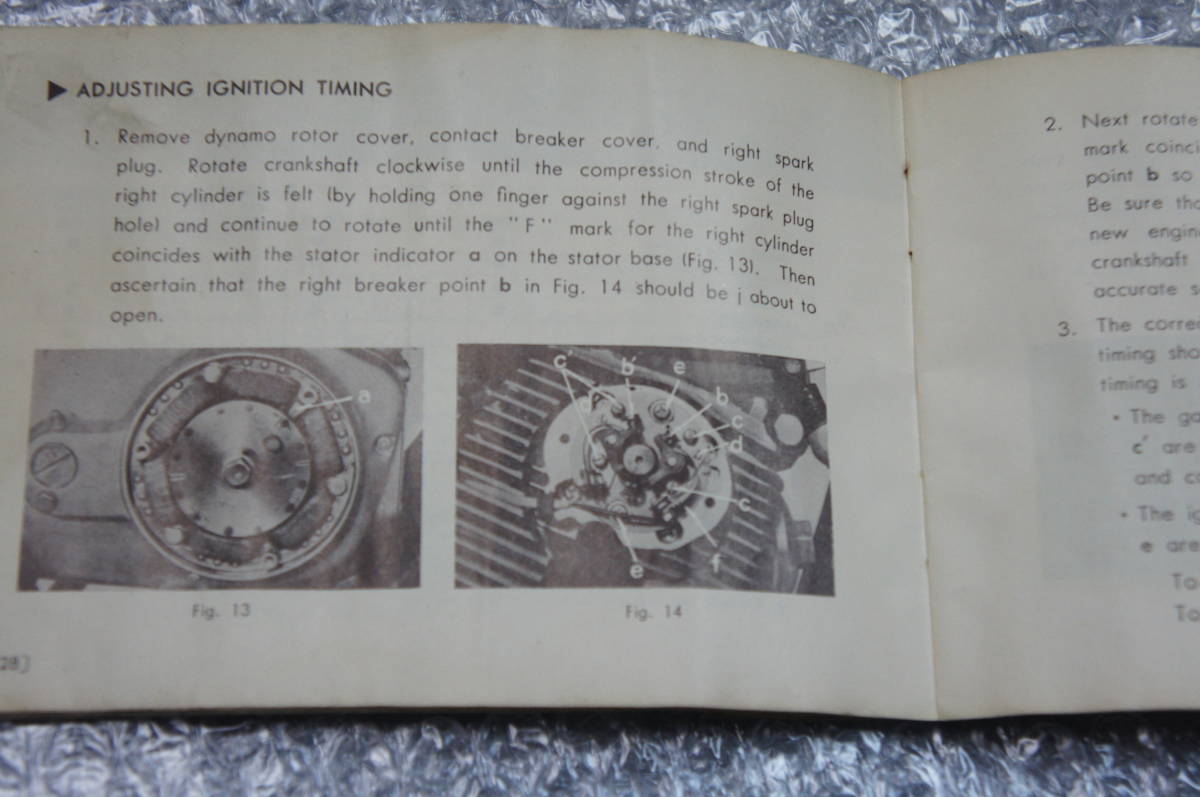 ▶ ADJUSTING IGNITION TIMING
1. Remove dynamo rotor cover, contact breaker cover, and right spark
plug. Rotate crankshaft clockwise until the compression stroke of the
right cylinder is felt (by holding one finger against the right spark plug
hole) and continue to rotate until the "F" mark for the right cylinder
coincides with the stator indicator a on the stator base (Fig. 13). Then
ascertain that the right breaker point b in Fig. 14 should be j about to
open.
a
c' b' e
b
c
d
c
e f
Fig. 13
Fig. 14
28)
2. Next rotate
mark coinci
point b so
Be sure tha
new engin
crankshaft
accurate s
3. The corre
timing sho
timing is
• The ga
c' are
and co
• The ig
e are
To
To